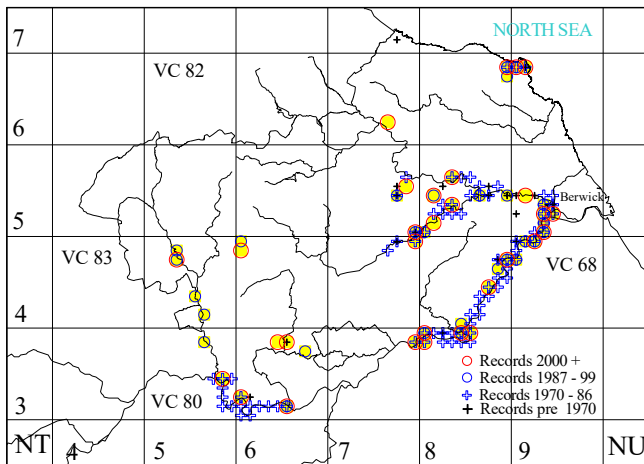 NORTH SEA
7
VC 82
6
Berwick
5
VC 83
VC 68
4
Records 2000 +
Records 1987 - 99
Records 1970 - 86
Records pre 1970
VC 80
3
NT 4 5 6 7 8 9 NU